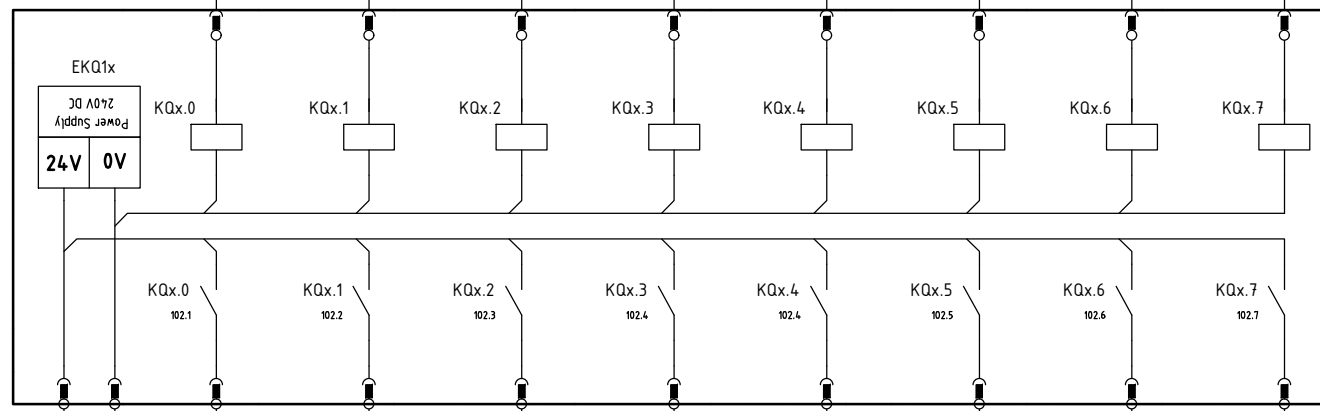 EKQ1x
Power Supply
240V DC
24V 0V
KQx.0 KQx.1 KQx.2 KQx.3 KQx.4 KQx.5 KQx.6 KQx.7
KQx.0 KQx.1 KQx.2 KQx.3 KQx.4 KQx.5 KQx.6 KQx.7
102.1 102.2 102.3 102.4 102.4 102.5 102.6 102.7